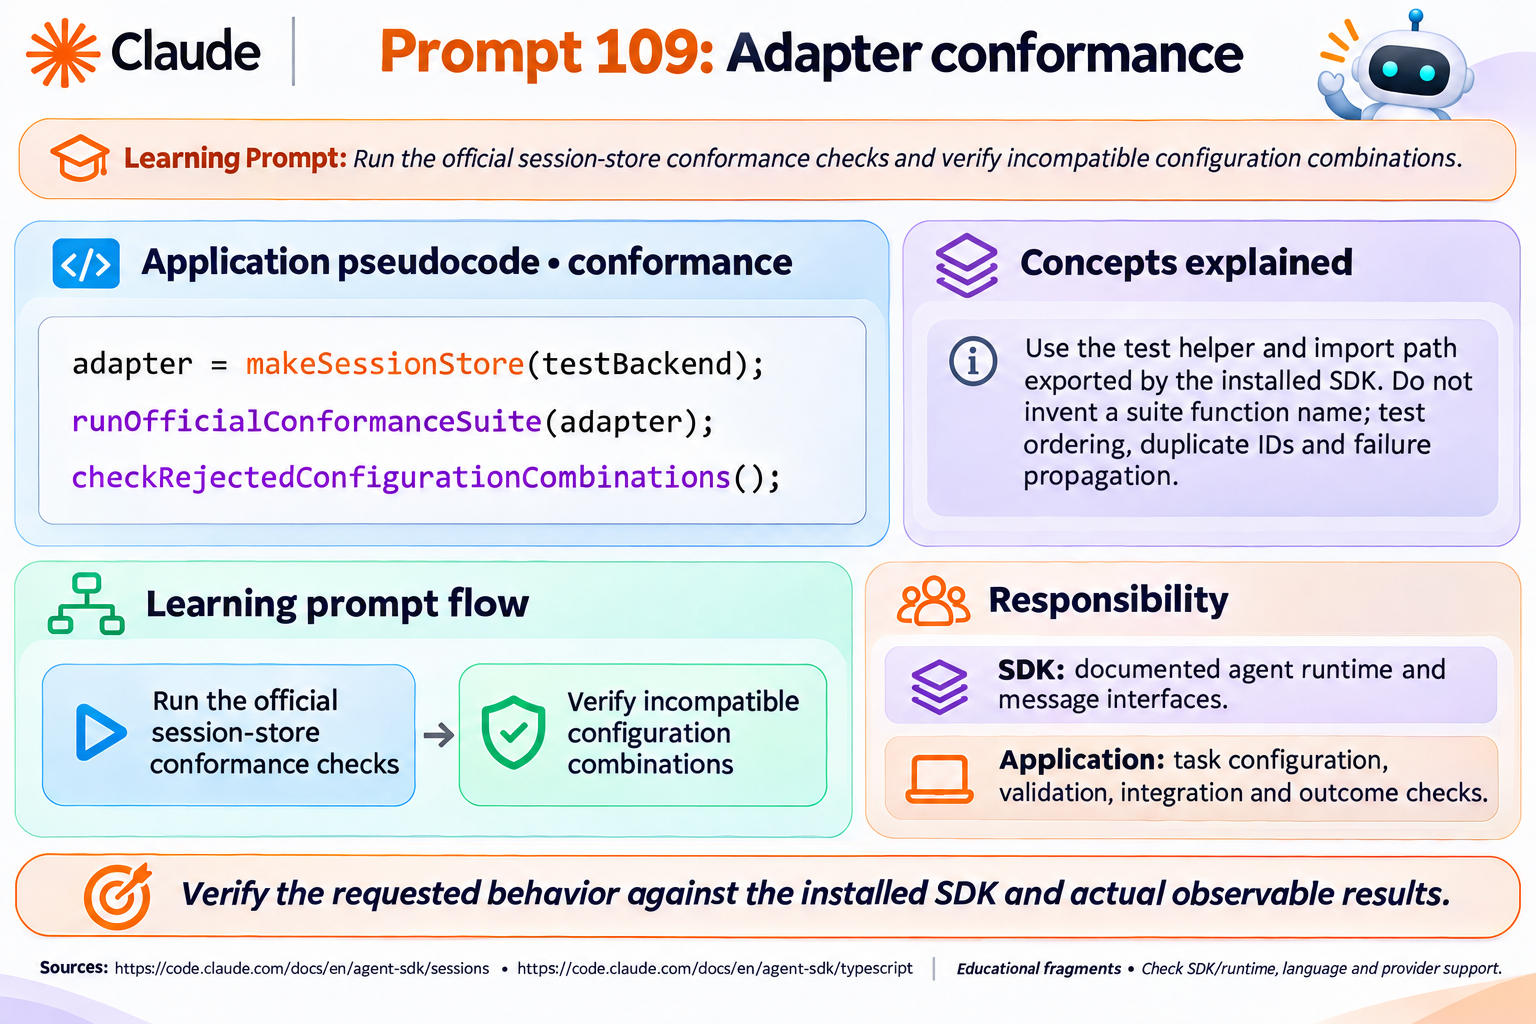 Claude
Prompt 109: Adapter conformance
Learning Prompt: Run the official session-store conformance checks and verify incompatible configuration combinations.
</> Application pseudocode • conformance
adapter = makeSessionStore(testBackend);
runOfficialConformanceSuite(adapter);
checkRejectedConfigurationCombinations();
Concepts explained
Use the test helper and import path
exported by the installed SDK. Do not
invent a suite function name; test
ordering, duplicate IDs and failure
propagation.
Learning prompt flow
Run the official
session-store
conformance checks
Verify incompatible
configuration
combinations
Responsibility
SDK: documented agent runtime and
message interfaces.
Application: task configuration,
validation, integration and outcome checks.
Verify the requested behavior against the installed SDK and actual observable results.
Sources: https://code.claude.com/docs/en/agent-sdk/sessions • https://code.claude.com/docs/en/agent-sdk/typescript
Educational fragments • Check SDK/runtime, language and provider support.